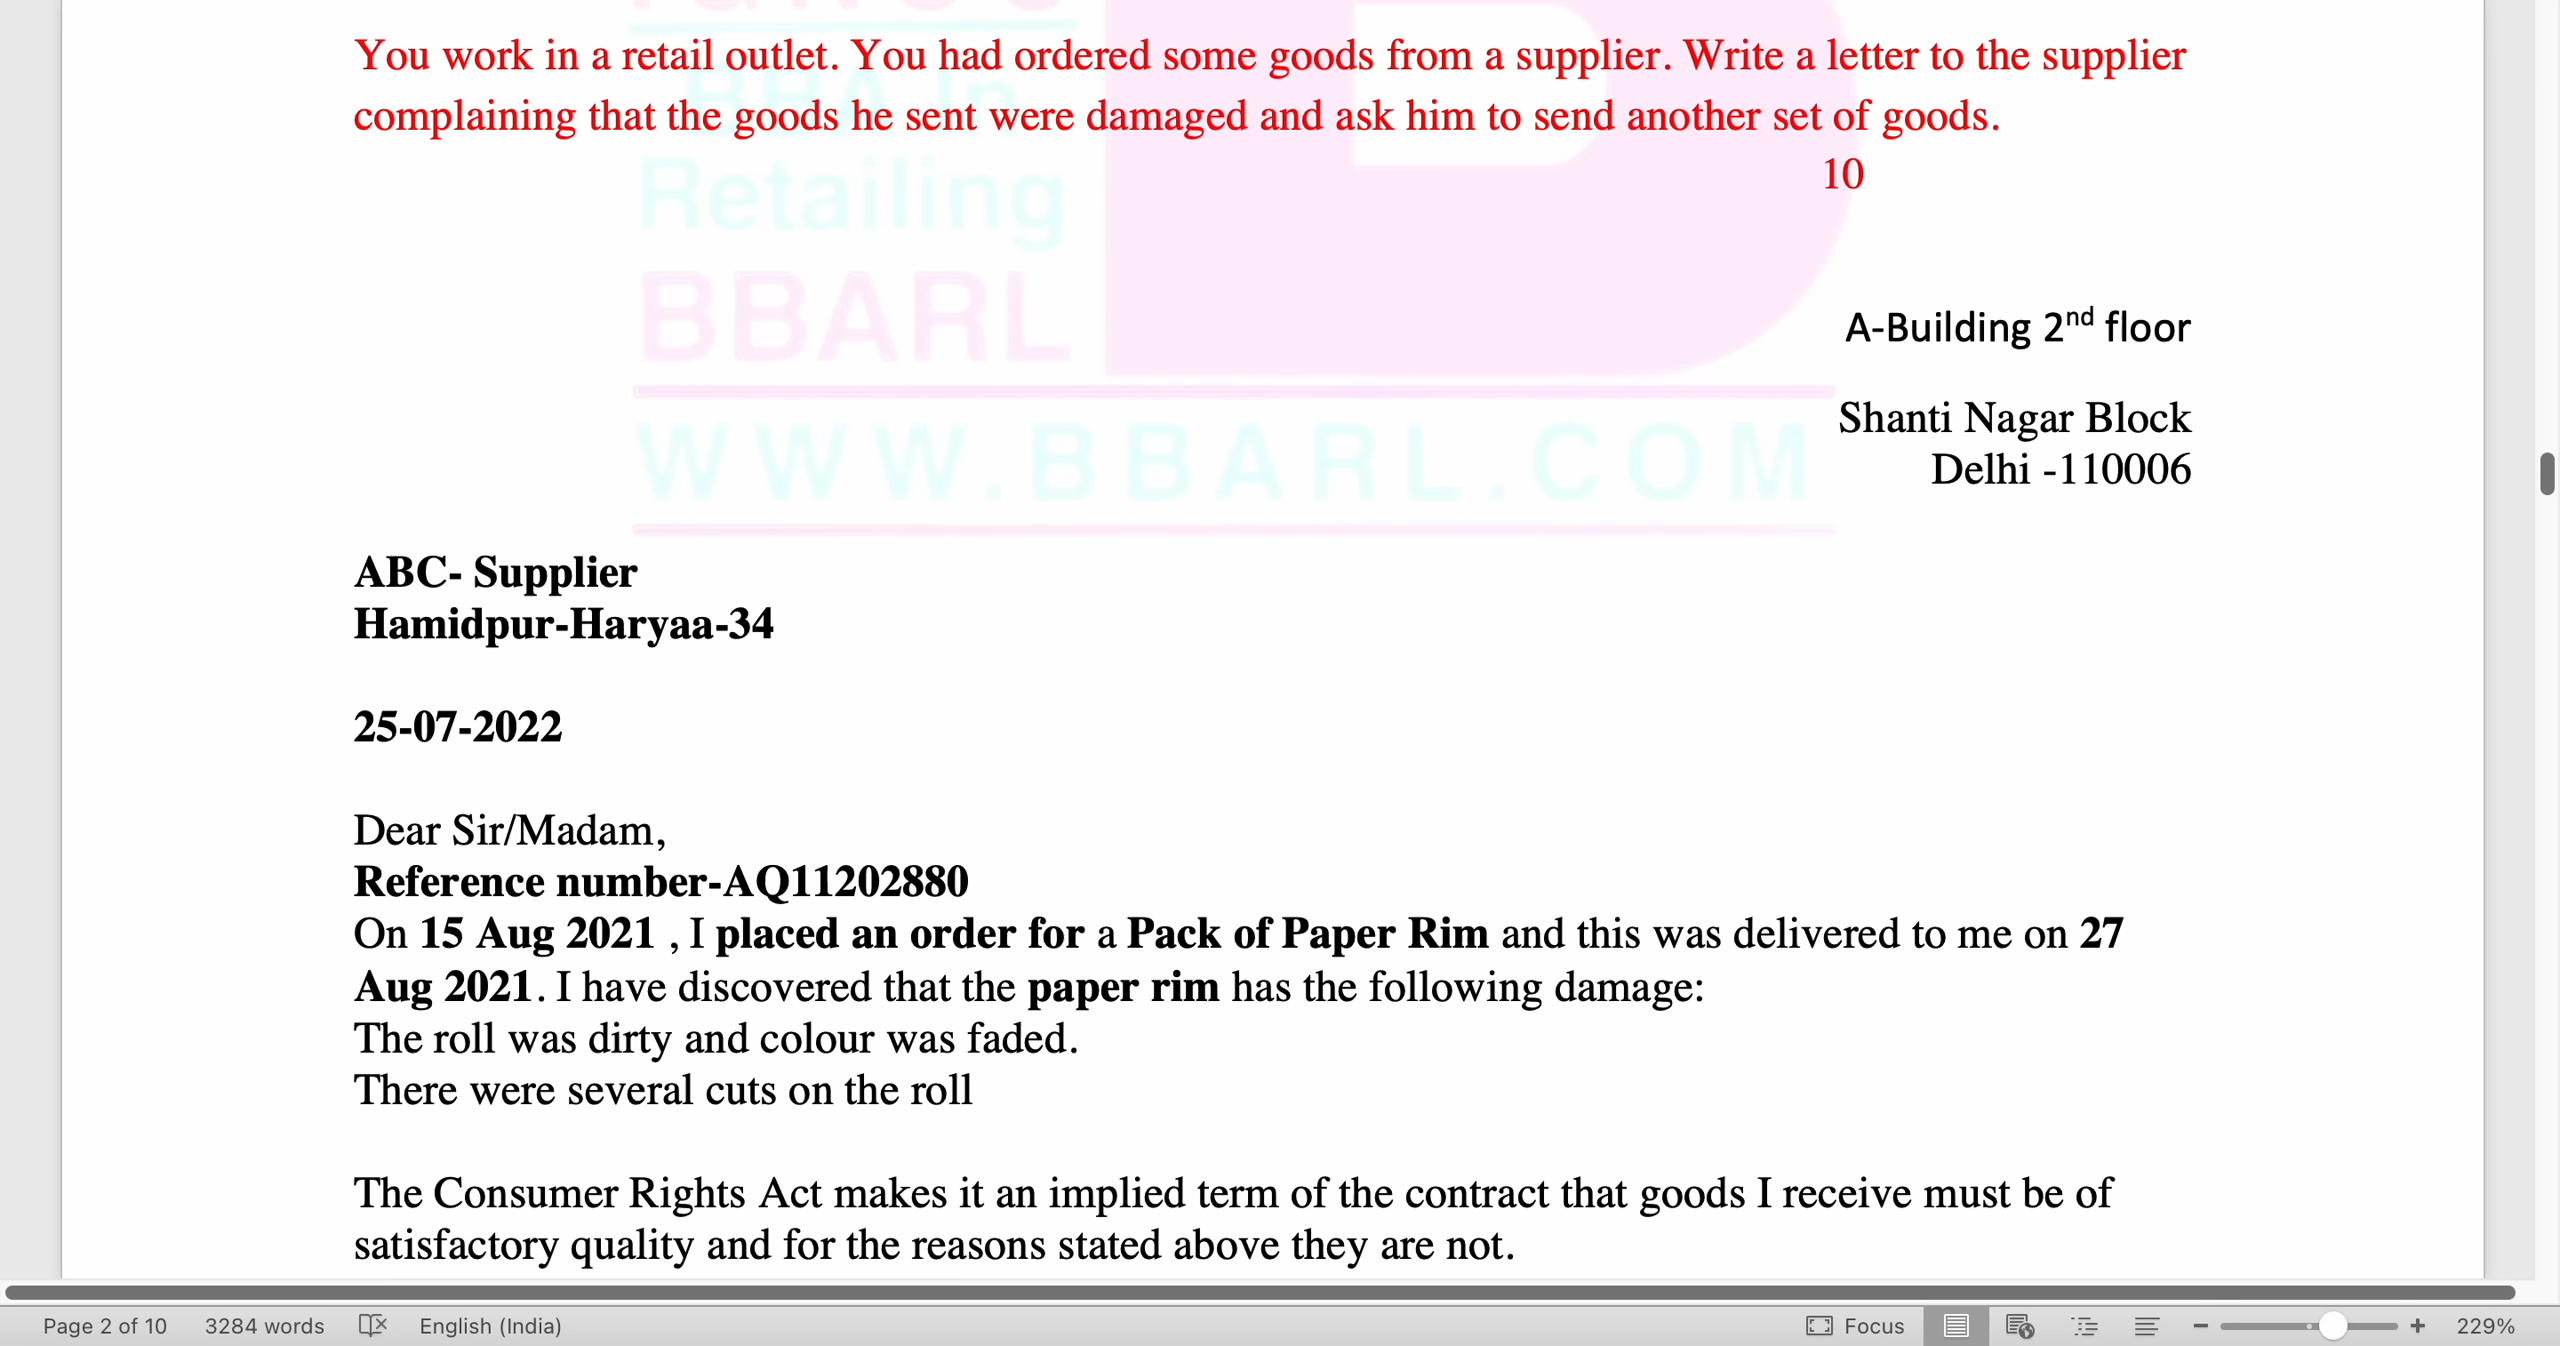 You work in a retail outlet. You had ordered some goods from a supplier. Write a letter to the supplier
complaining that the goods he sent were damaged and ask him to send another set of goods.
10
BBA In
Retailing
BBARL
WWW.BBARL.COM
A-Building 2nd floor
Shanti Nagar Block
Delhi -110006
ABC- Supplier
Hamidpur-Haryaa-34
25-07-2022
Dear Sir/Madam,
Reference number-AQ11202880
On 15 Aug 2021 , I placed an order for a Pack of Paper Rim and this was delivered to me on 27
Aug 2021. I have discovered that the paper rim has the following damage:
The roll was dirty and colour was faded.
There were several cuts on the roll
The Consumer Rights Act makes it an implied term of the contract that goods I receive must be of
satisfactory quality and for the reasons stated above they are not.
Page 2 of 10 3284 words English (India) Focus 229%